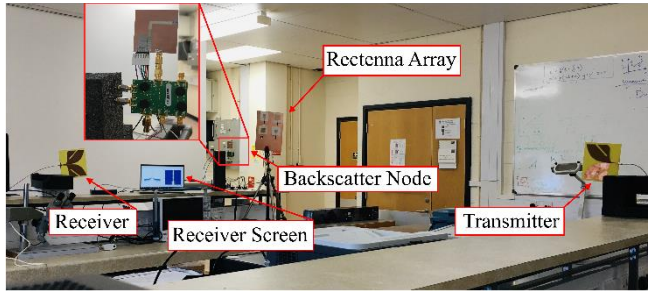 Rectenna Array
Backscatter Node
Receiver
Receiver Screen
Transmitter